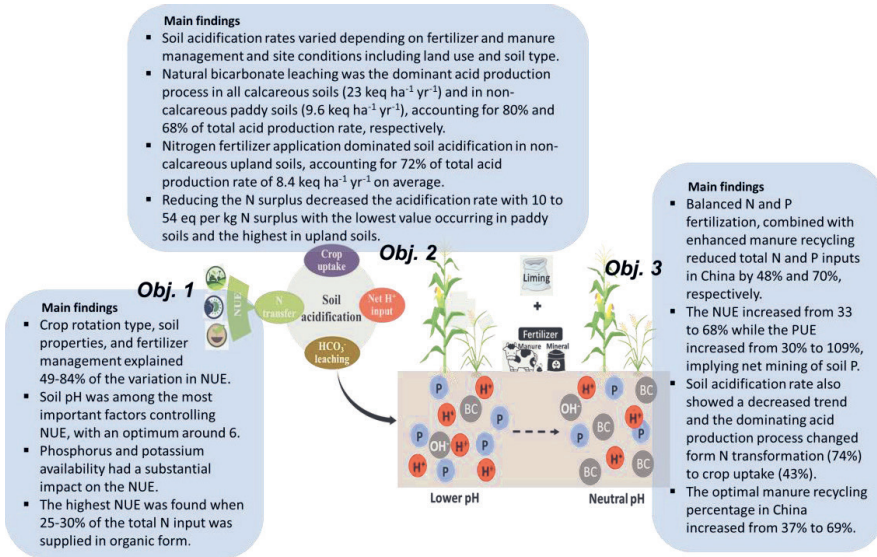 Main findings
▪ Soil acidification rates varied depending on fertilizer and manure
management and site conditions including land use and soil type.
▪ Natural bicarbonate leaching was the dominant acid production
process in all calcareous soils (23 keq ha⁻¹ yr⁻¹) and in non-
calcareous paddy soils (9.6 keq ha⁻¹ yr⁻¹), accounting for 80% and
68% of total acid production rate, respectively.
▪ Nitrogen fertilizer application dominated soil acidification in non-
calcareous upland soils, accounting for 72% of total acid
production rate of 8.4 keq ha⁻¹ yr⁻¹ on average.
▪ Reducing the N surplus decreased the acidification rate with 10 to
54 eq per kg N surplus with the lowest value occurring in paddy
soils and the highest in upland soils.
Obj. 1
Main findings
▪ Crop rotation type, soil
properties, and fertilizer
management explained
49-84% of the variation in NUE.
▪ Soil pH was among the most
important factors controlling
NUE, with an optimum around 6.
▪ Phosphorus and potassium
availability had a substantial
impact on the NUE.
▪ The highest NUE was found when
25-30% of the total N input was
supplied in organic form.
NUE
Obj. 2
Crop
uptake
N
transfer
Soil
acidification
Net H⁺
input
HCO₃⁻
leaching
Liming
+
Fertilizer
Manure Mineral
P
H⁺
H⁺
BC
P
OH⁻
H⁺
H⁺
P
H⁺
P
H⁺
Lower pH
P
BC
OH⁻
H⁺
P
BC
P
H⁺
BC
BC
Neutral pH
Obj. 3
Main findings
▪ Balanced N and P
fertilization, combined with
enhanced manure recycling
reduced total N and P inputs
in China by 48% and 70%,
respectively.
▪ The NUE increased from 33
to 68% while the PUE
increased from 30% to 109%,
implying net mining of soil P.
▪ Soil acidification rate also
showed a decreased trend
and the dominating acid
production process changed
form N transformation (74%)
to crop uptake (43%).
▪ The optimal manure recycling
percentage in China
increased from 37% to 69%.